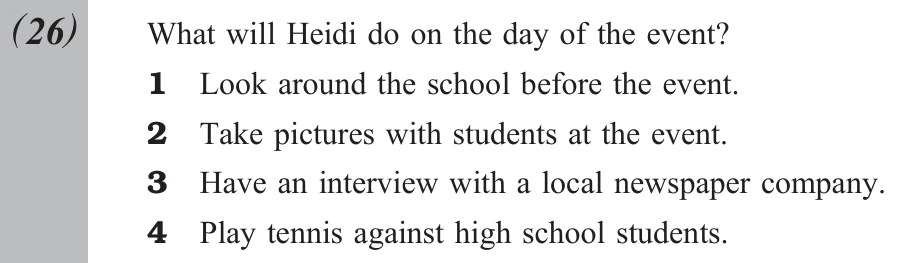 (26) What will Heidi do on the day of the event?
1 Look around the school before the event.
2 Take pictures with students at the event.
3 Have an interview with a local newspaper company.
4 Play tennis against high school students.